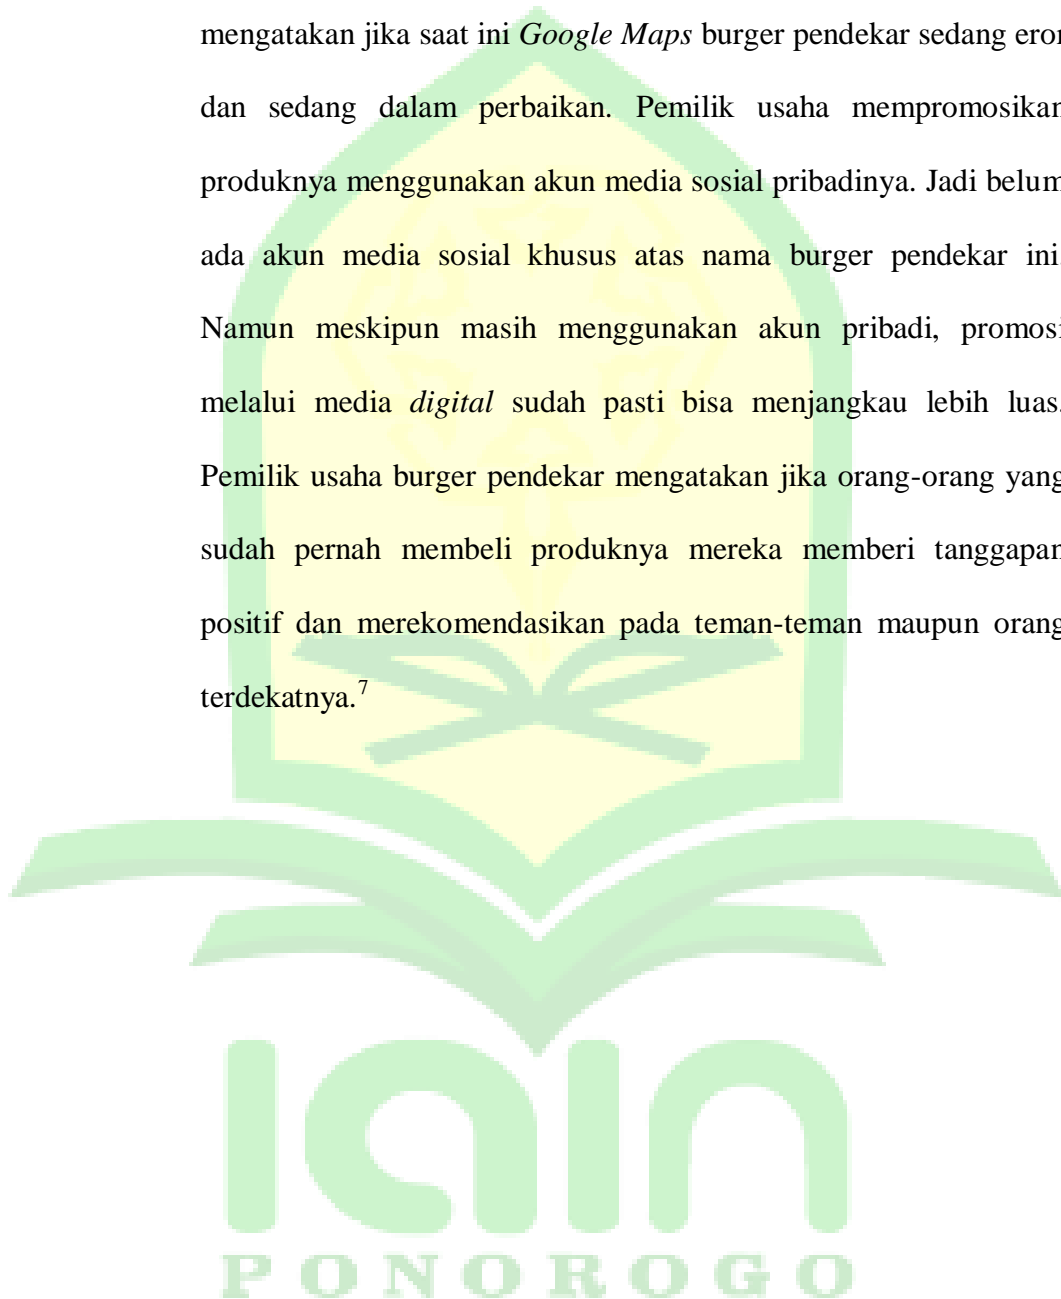 mengatakan jika saat ini Google Maps burger pendekar sedang eror
dan sedang dalam perbaikan. Pemilik usaha mempromosikan
produknya menggunakan akun media sosial pribadinya. Jadi belum
ada akun media sosial khusus atas nama burger pendekar ini.
Namun meskipun masih menggunakan akun pribadi, promosi
melalui media digital sudah pasti bisa menjangkau lebih luas.
Pemilik usaha burger pendekar mengatakan jika orang-orang yang
sudah pernah membeli produknya mereka memberi tanggapan
positif dan merekomendasikan pada teman-teman maupun orang
terdekatnya.7
iain
PONOROGO